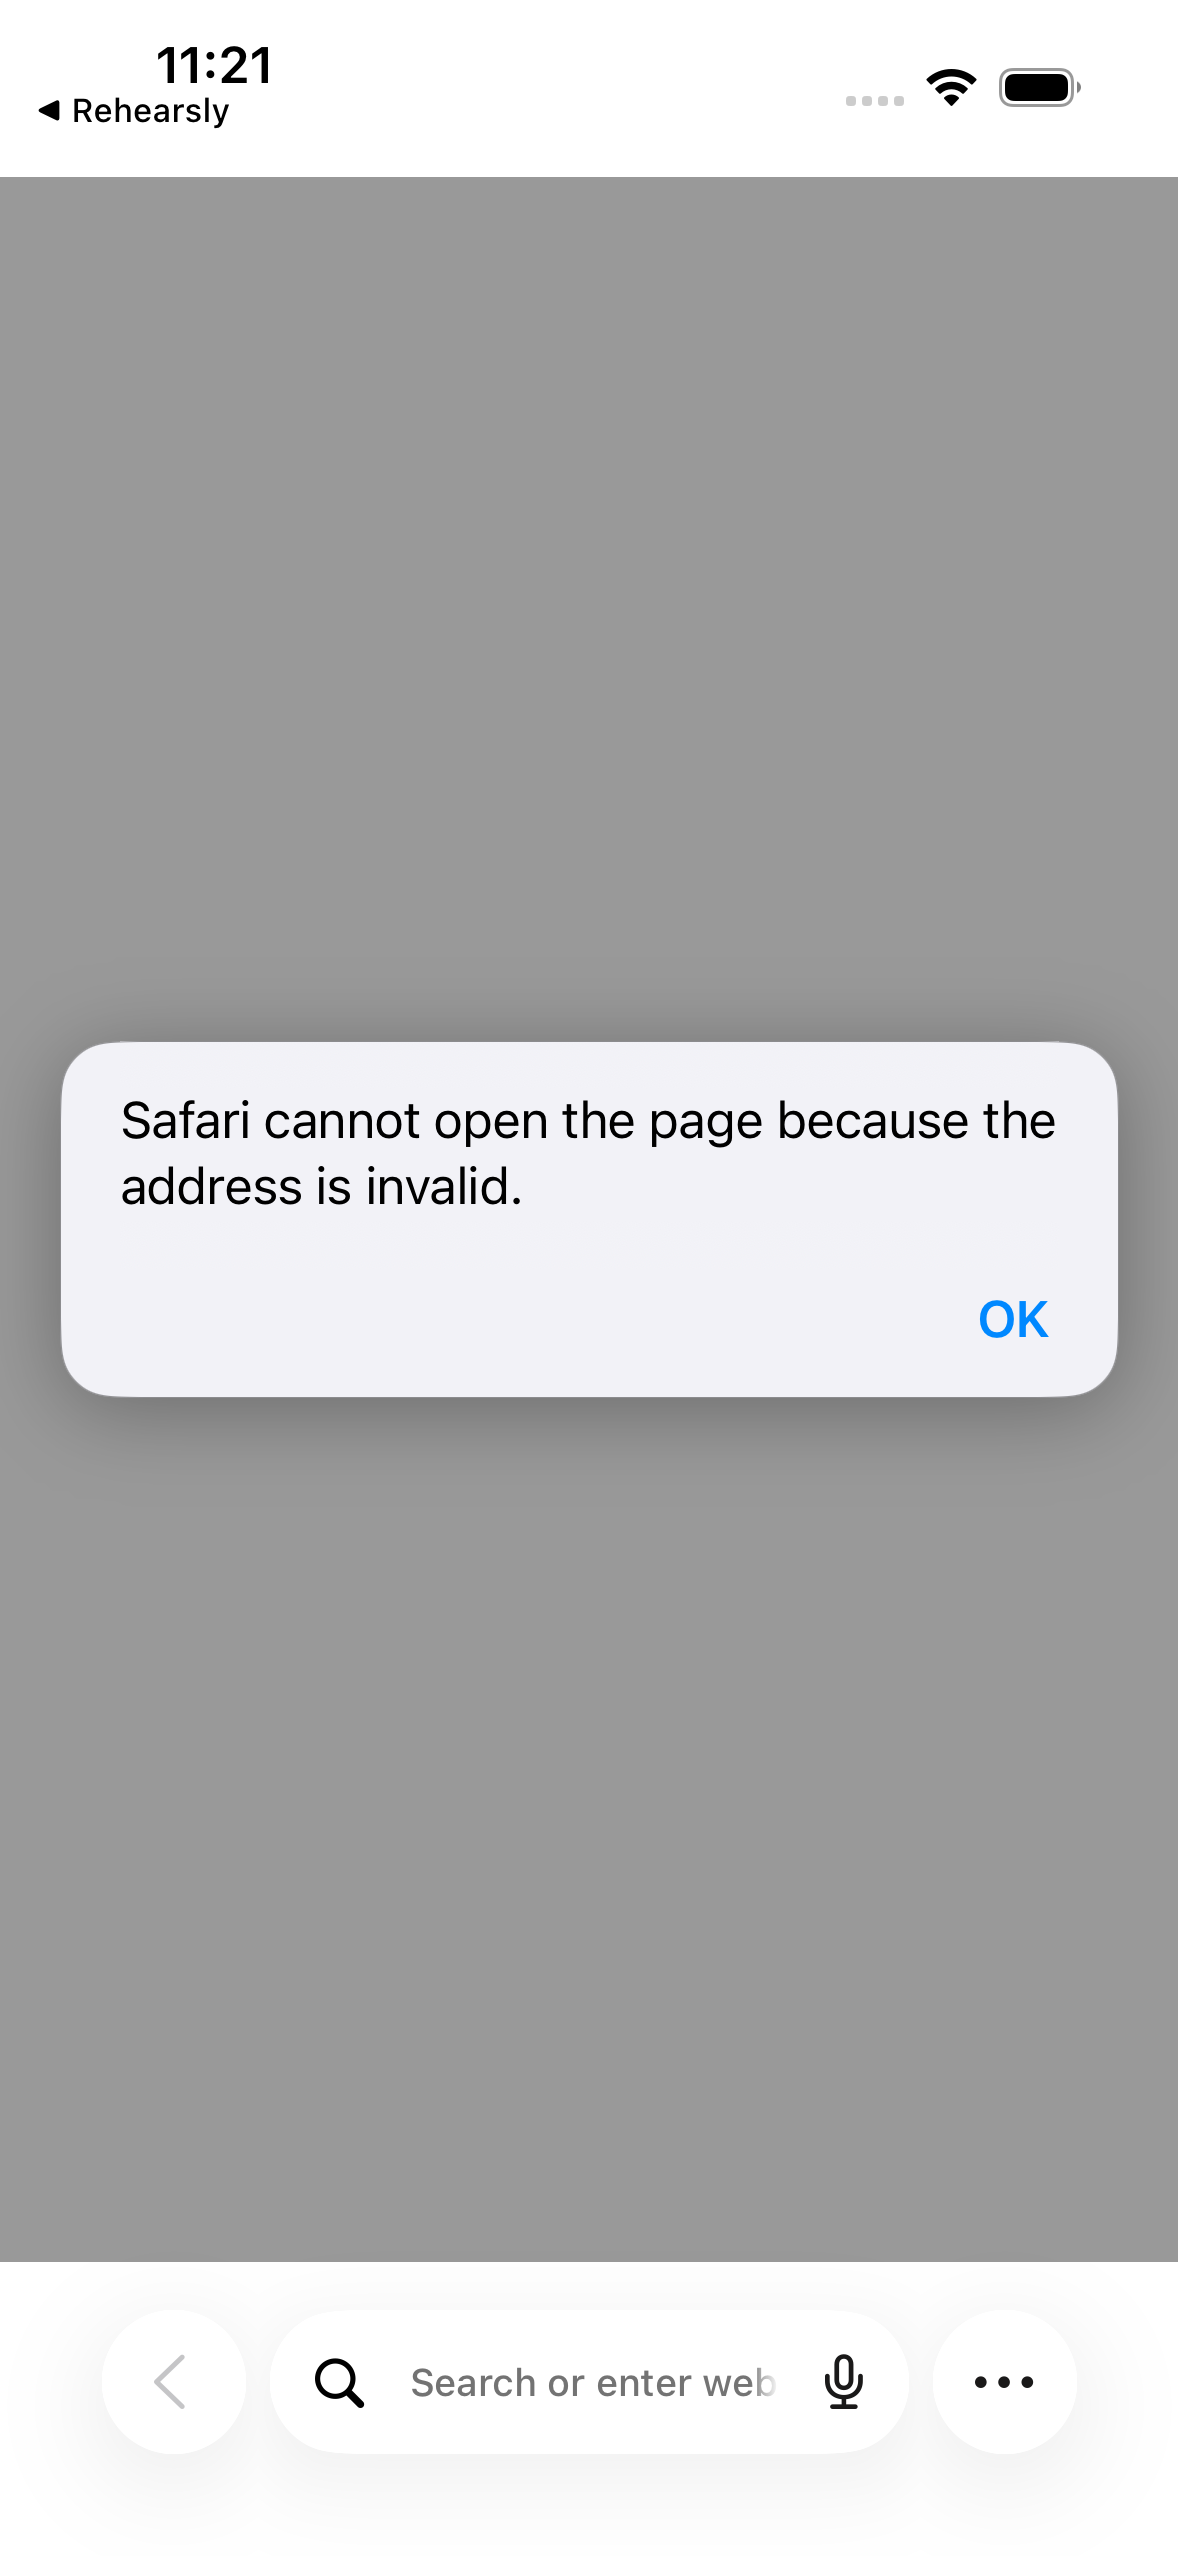 11:21
Rehearsly
Safari cannot open the page because the
address is invalid.
OK
Search or enter web